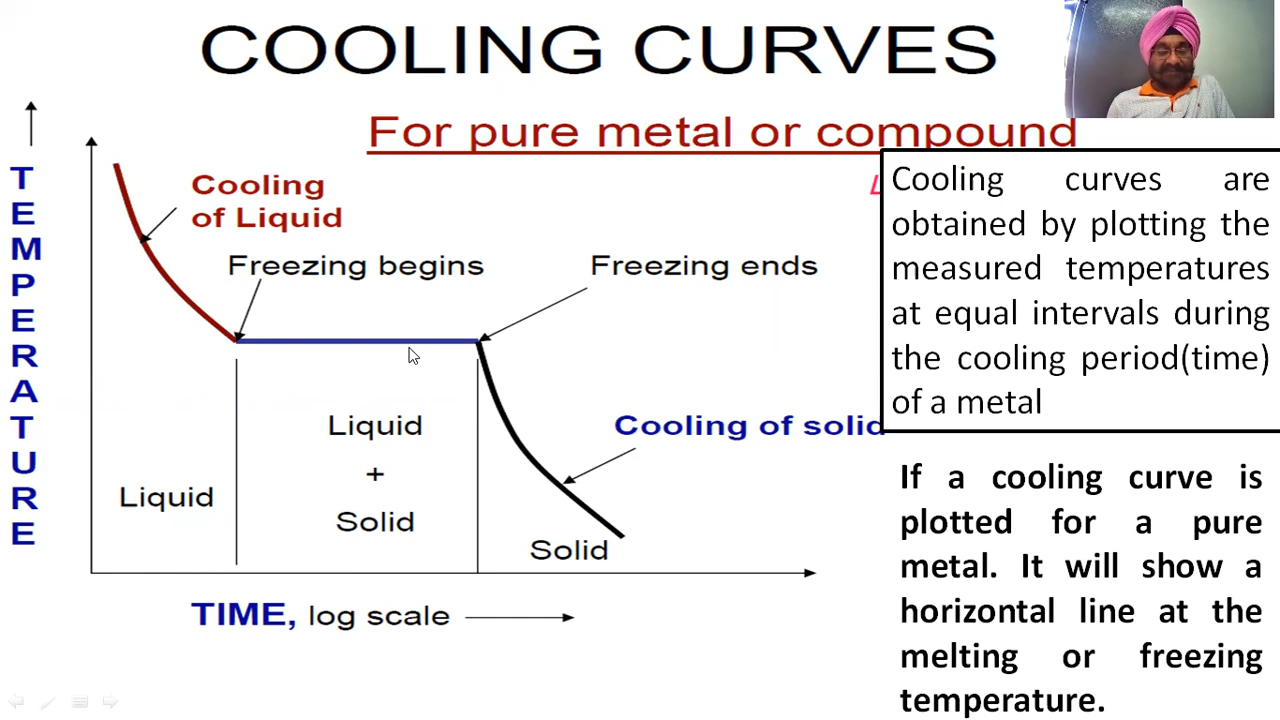 COOLING CURVES
For pure metal or compound
TEMPERATURE
Cooling
of Liquid
Freezing begins
Freezing ends
Liquid
+
Solid
Cooling of solid
Liquid
Solid
TIME, log scale
Cooling curves are
obtained by plotting the
measured temperatures
at equal intervals during
the cooling period(time)
of a metal
If a cooling curve is
plotted for a pure
metal. It will show a
horizontal line at the
melting or freezing
temperature.